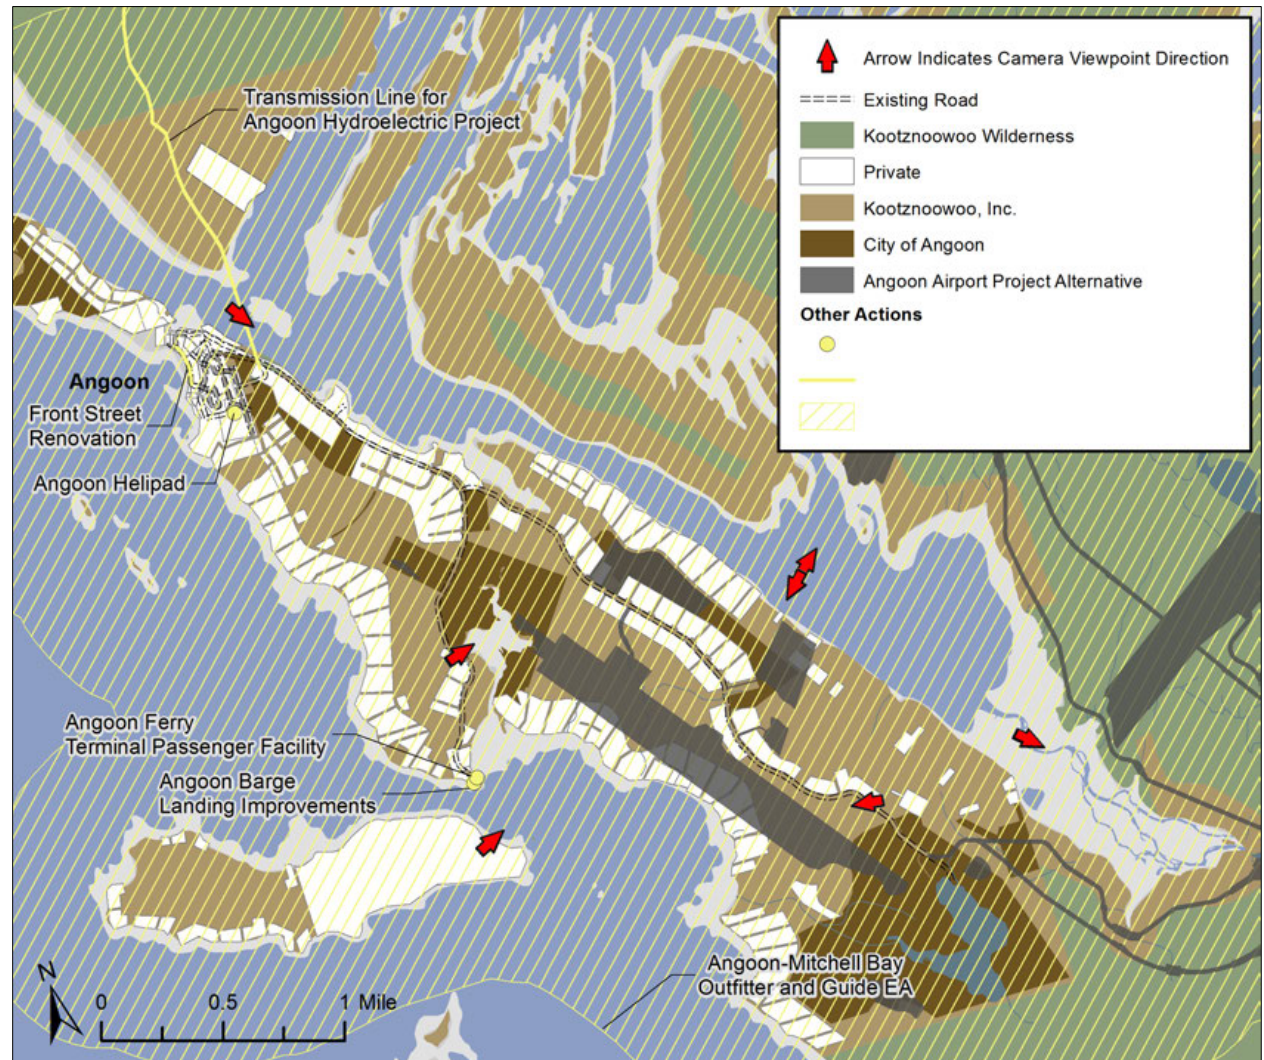 Arrow Indicates Camera Viewpoint Direction
Existing Road
Kootznoowoo Wilderness
Private
Kootznoowoo, Inc.
City of Angoon
Angoon Airport Project Alternative
Other Actions
Transmission Line for
Angoon Hydroelectric Project
Angoon
Front Street
Renovation
Angoon Helipad
Angoon Ferry
Terminal Passenger Facility
Angoon Barge
Landing Improvements
Angoon-Mitchell Bay
Outfitter and Guide EA
N
0 0.5 1 Mile